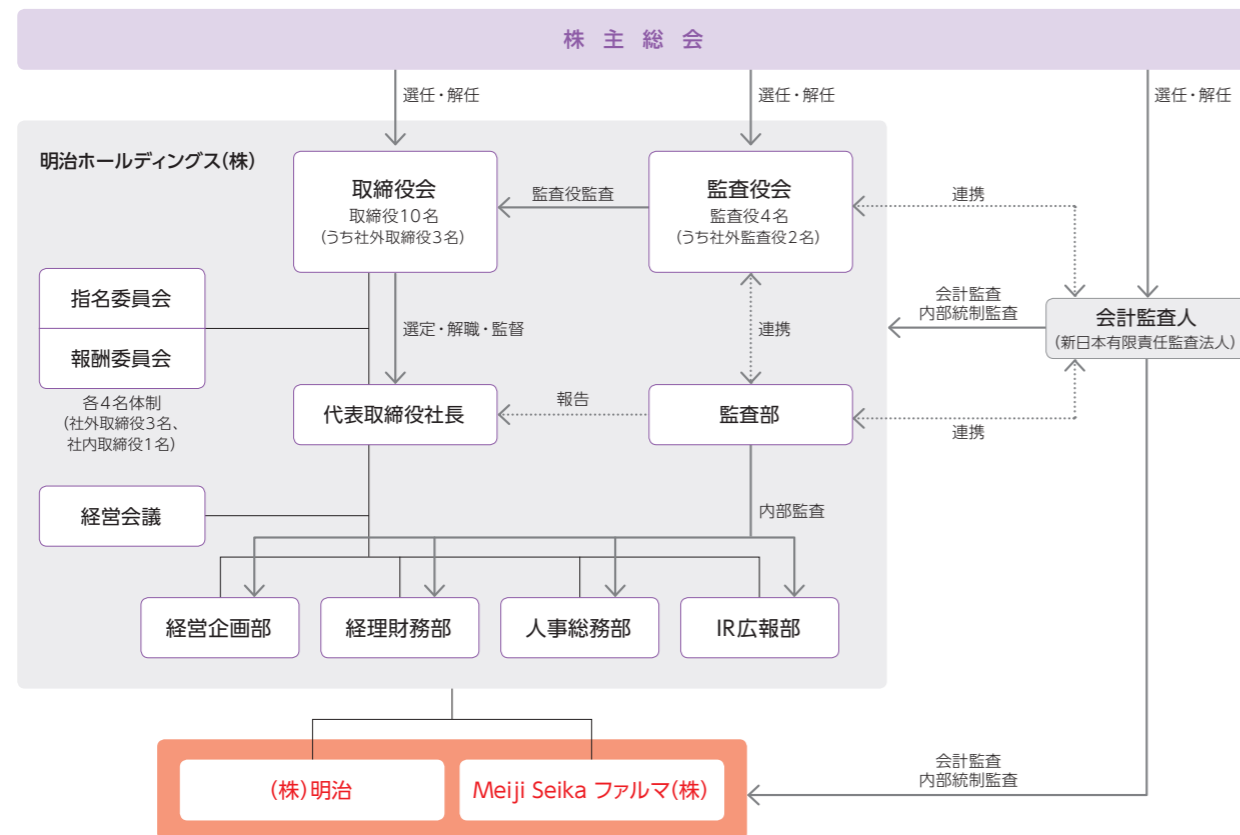 株主総会
選任・解任
選任・解任
選任・解任
明治ホールディングス(株)
取締役会
取締役10名
(うち社外取締役3名)
監査役監査
監査役会
監査役4名
(うち社外監査役2名)
連携
指名委員会
報酬委員会
各4名体制
(社外取締役3名、
社内取締役1名)
選定・解職・監督
連携
会計監査
内部統制監査
会計監査人
(新日本有限責任監査法人)
代表取締役社長
報告
監査部
連携
経営会議
内部監査
経営企画部
経理財務部
人事総務部
IR広報部
(株)明治
Meiji Seika ファルマ(株)
会計監査
内部統制監査